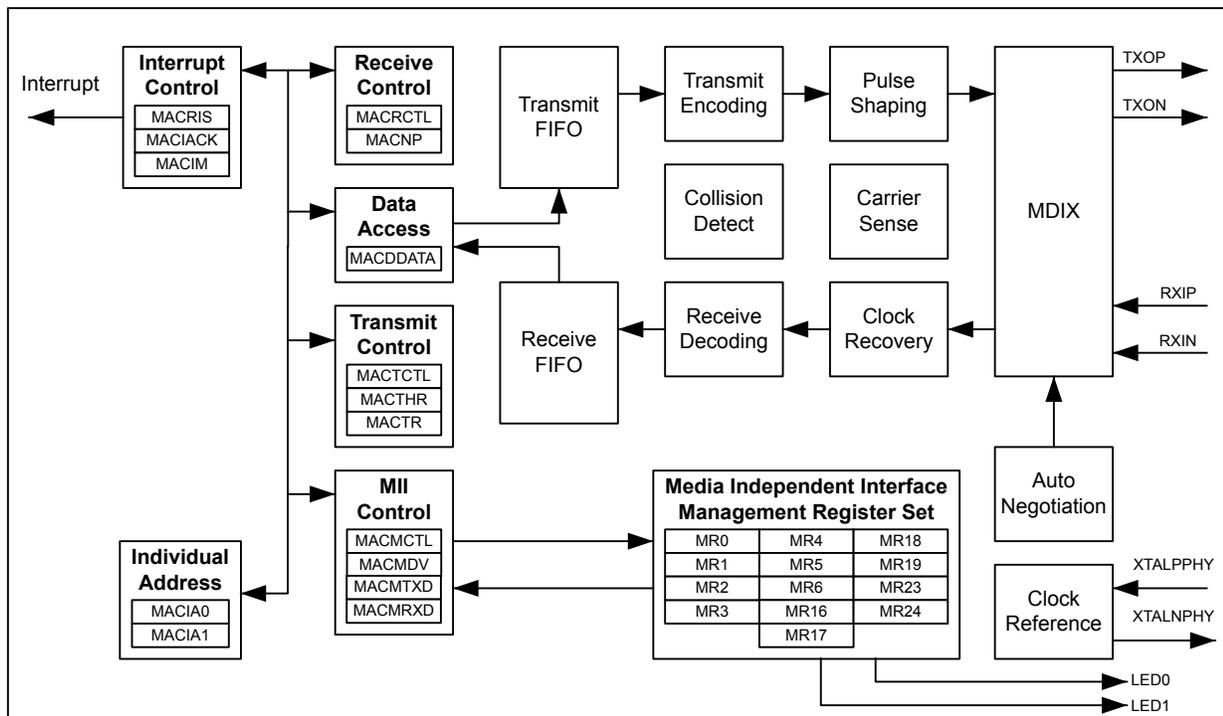 Interrupt
Interrupt
Control
MACRIS
MACIACK
MACIM
Receive
Control
MACRCTL
MACNP
Data
Access
MACDDATA
Transmit
Control
MACTCTL
MACTHR
MACTR
MII
Control
MACMCTL
MACMDV
MACMTXD
MACMRXD
Individual
Address
MACIA0
MACIA1
Transmit
FIFO
Transmit
Encoding
Pulse
Shaping
Collision
Detect
Carrier
Sense
Receive
FIFO
Receive
Decoding
Clock
Recovery
MDIX
TXOP
TXON
RXIP
RXIN
Auto
Negotiation
Media Independent Interface
Management Register Set
MR0 MR4 MR18
MR1 MR5 MR19
MR2 MR6 MR23
MR3 MR16 MR24
MR17
Clock
Reference
XTALPPHY
XTALNPHY
LED0
LED1